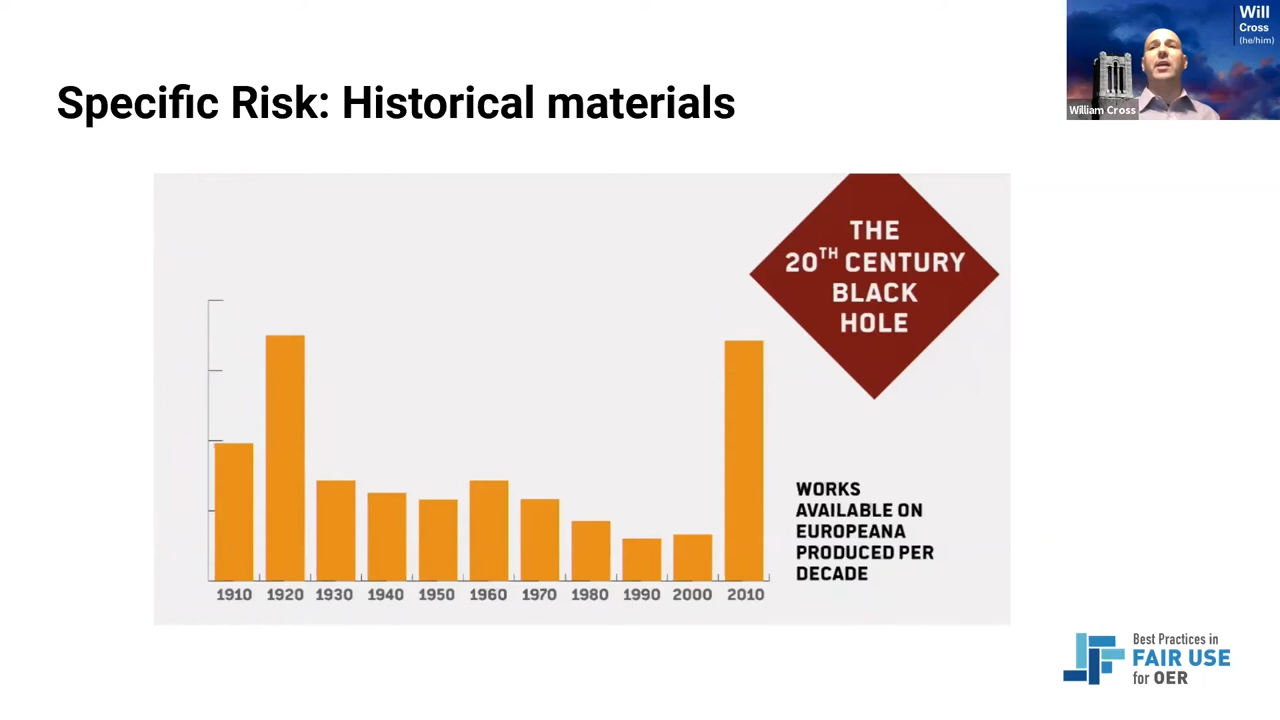 Specific Risk: Historical materials
Will
Cross
(he/him)
William Cross
THE
20TH CENTURY
BLACK
HOLE
WORKS
AVAILABLE ON
EUROPEANA
PRODUCED PER
DECADE
1910 1920 1930 1940 1950 1960 1970 1980 1990 2000 2010
Best Practices in
FAIR USE
for OER